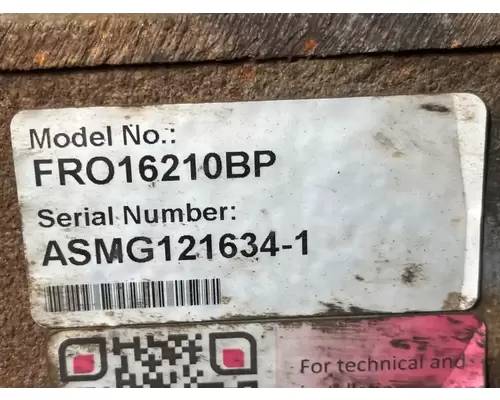 Model No.:
FRO16210BP
Serial Number:
ASMG121634-1
For technical and